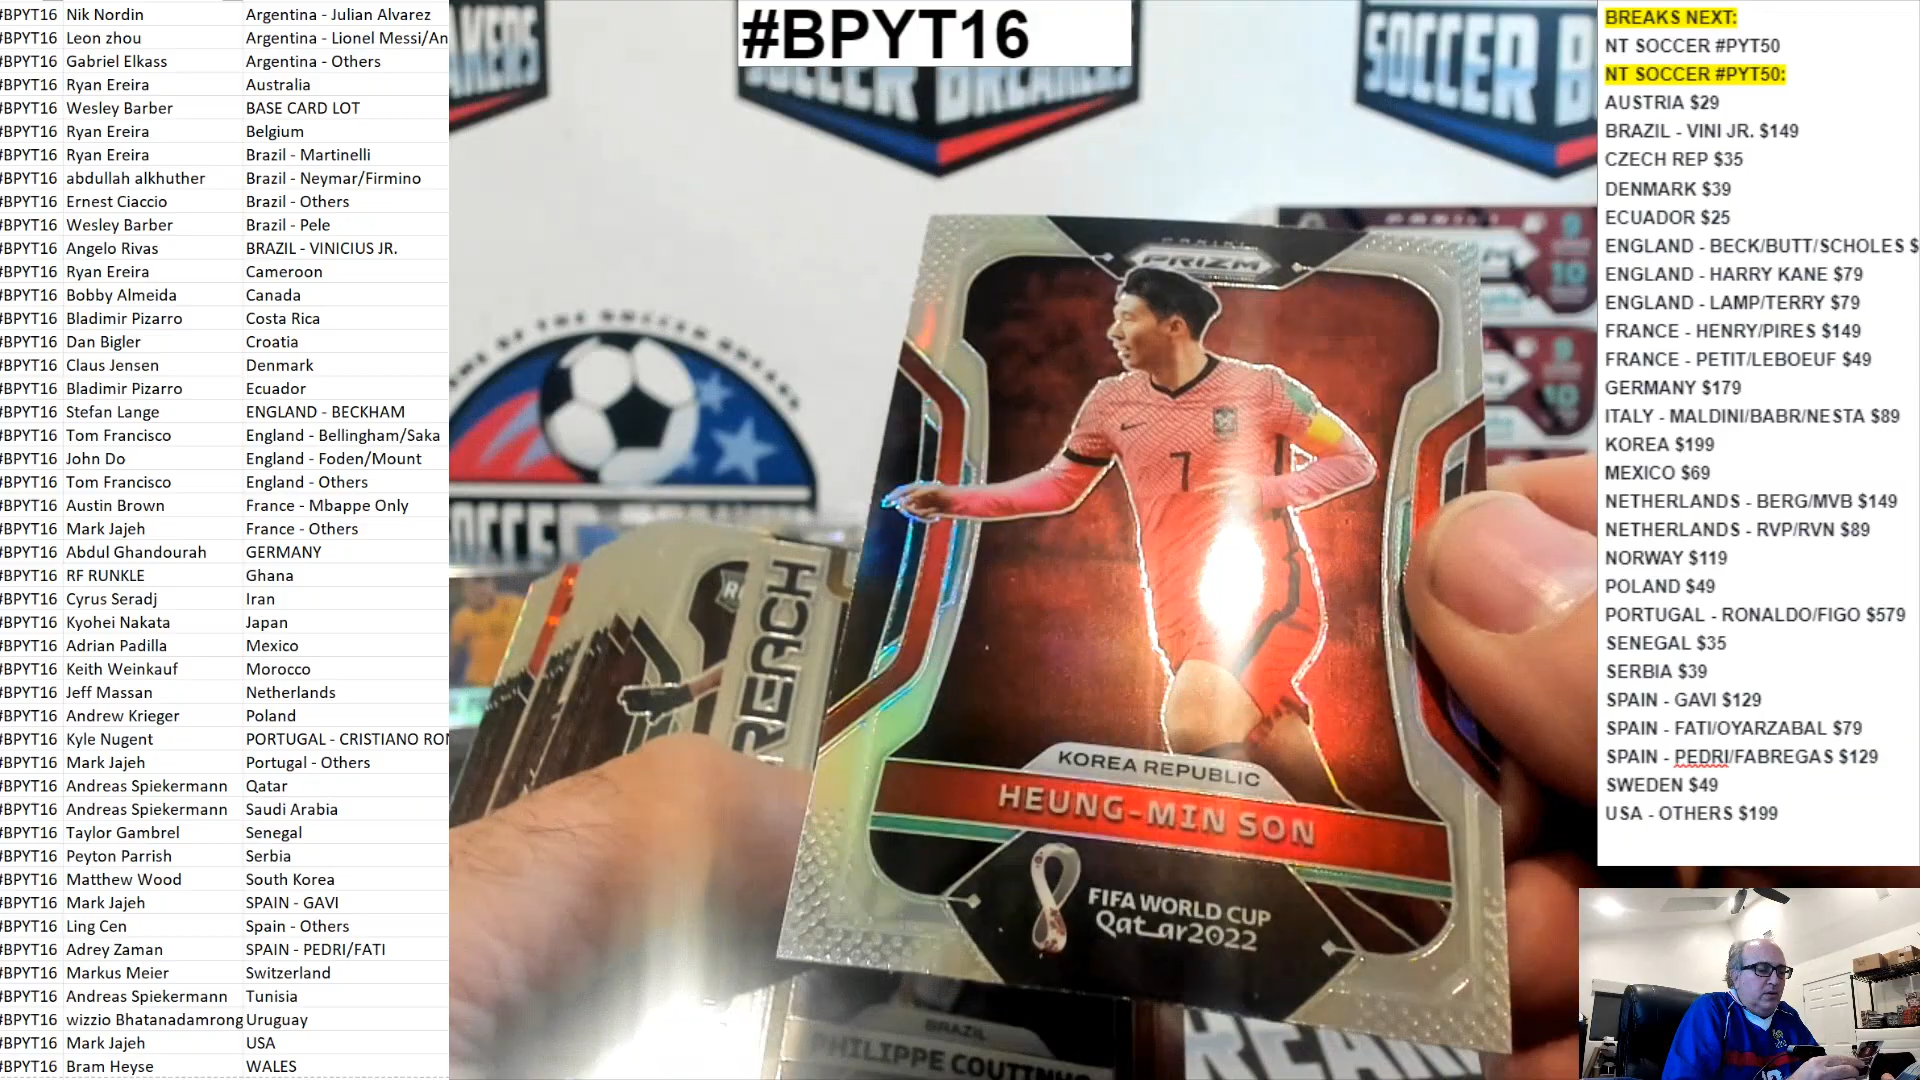 #BPYT16 Nik Nordin Argentina - Julian Alvarez
#BPYT16 Leon zhou Argentina - Lionel Messi/An
#BPYT16 Gabriel Elkass Argentina - Others
#BPYT16 Ryan Ereira Australia
#BPYT16 Wesley Barber BASE CARD LOT
#BPYT16 Ryan Ereira Belgium
#BPYT16 Ryan Ereira Brazil - Martinelli
#BPYT16 abdullah alkhuther Brazil - Neymar/Firmino
#BPYT16 Ernest Ciaccio Brazil - Others
#BPYT16 Wesley Barber Brazil - Pele
#BPYT16 Angelo Rivas BRAZIL - VINICIUS JR.
#BPYT16 Ryan Ereira Cameroon
#BPYT16 Bobby Almeida Canada
#BPYT16 Bladimir Pizarro Costa Rica
#BPYT16 Dan Bigler Croatia
#BPYT16 Claus Jensen Denmark
#BPYT16 Bladimir Pizarro Ecuador
#BPYT16 Stefan Lange ENGLAND - BECKHAM
#BPYT16 Tom Francisco England - Bellingham/Saka
#BPYT16 John Do England - Foden/Mount
#BPYT16 Tom Francisco England - Others
#BPYT16 Austin Brown France - Mbappe Only
#BPYT16 Mark Jajeh France - Others
#BPYT16 Abdul Ghandourah GERMANY
#BPYT16 RF RUNKLE Ghana
#BPYT16 Cyrus Seradj Iran
#BPYT16 Kyohei Nakata Japan
#BPYT16 Adrian Padilla Mexico
#BPYT16 Keith Weinkauf Morocco
#BPYT16 Jeff Massan Netherlands
#BPYT16 Andrew Krieger Poland
#BPYT16 Kyle Nugent PORTUGAL - CRISTIANO RON
#BPYT16 Mark Jajeh Portugal - Others
#BPYT16 Andreas Spiekermann Qatar
#BPYT16 Andreas Spiekermann Saudi Arabia
#BPYT16 Taylor Gambrel Senegal
#BPYT16 Peyton Parrish Serbia
#BPYT16 Matthew Wood South Korea
#BPYT16 Mark Jajeh SPAIN - GAVI
#BPYT16 Ling Cen Spain - Others
#BPYT16 Adrey Zaman SPAIN - PEDRI/FATI
#BPYT16 Markus Meier Switzerland
#BPYT16 Andreas Spiekermann Tunisia
#BPYT16 wizzio Bhatanadamrong Uruguay
#BPYT16 Mark Jajeh USA
#BPYT16 Bram Heyse WALES
#BPYT16
SOCCER BREAKERS
SOCCER B
PANINI
PRIZM
7
KOREA REPUBLIC
HEUNG-MIN SON
FIFA WORLD CUP
Qatar2022
REACH
BRAZIL
PHILIPPE COUTINHO
BREAKS NEXT:
NT SOCCER #PYT50
NT SOCCER #PYT50:
AUSTRIA $29
BRAZIL - VINI JR. $149
CZECH REP $35
DENMARK $39
ECUADOR $25
ENGLAND - BECK/BUTT/SCHOLES $
ENGLAND - HARRY KANE $79
ENGLAND - LAMP/TERRY $79
FRANCE - HENRY/PIRES $149
FRANCE - PETIT/LEBOEUF $49
GERMANY $179
ITALY - MALDINI/BABR/NESTA $89
KOREA $199
MEXICO $69
NETHERLANDS - BERG/MVB $149
NETHERLANDS - RVP/RVN $89
NORWAY $119
POLAND $49
PORTUGAL - RONALDO/FIGO $579
SENEGAL $35
SERBIA $39
SPAIN - GAVI $129
SPAIN - FATI/OYARZABAL $79
SPAIN - PEDRI/FABREGAS $129
SWEDEN $49
USA - OTHERS $199